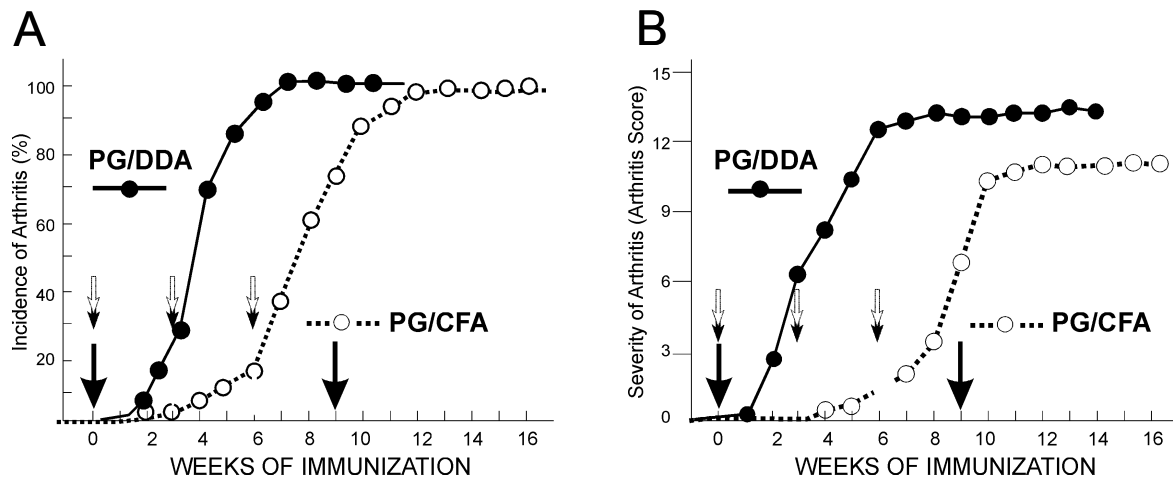 A
Incidence of Arthritis (%)
100
80
60
40
20
PG/DDA
PG/CFA
0 2 4 6 8 10 12 14 16
WEEKS OF IMMUNIZATION
B
Severity of Arthritis (Arthritis Score)
15
12
9
6
3
0
PG/DDA
PG/CFA
0 2 4 6 8 10 12 14 16
WEEKS OF IMMUNIZATION